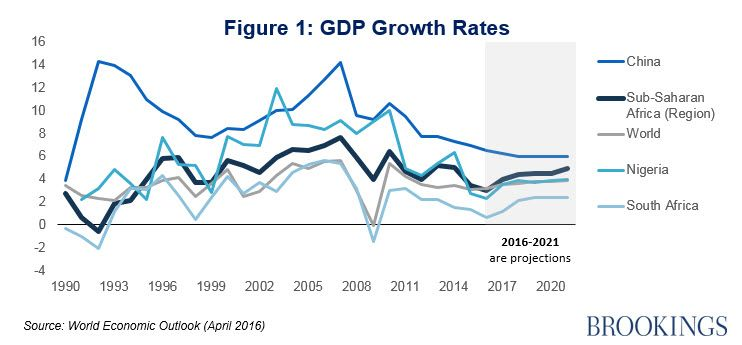 Figure 1: GDP Growth Rates
16
14
12
10
8
6
4
2
0
-2
-4
1990
1993
1996
1999
2002
2005
2008
2011
2014
2017
2020
2016-2021
are projections
China
Sub-Saharan
Africa (Region)
World
Nigeria
South Africa
Source: World Economic Outlook (April 2016)
BROOKINGS